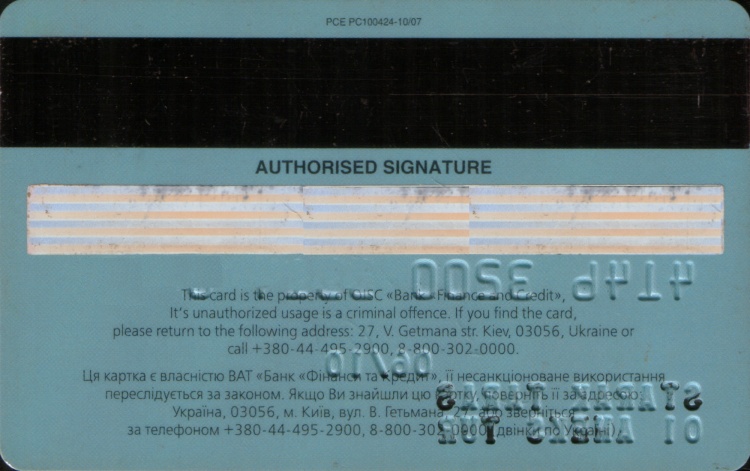 PCE PC100424-10/07
AUTHORISED SIGNATURE
This card is the property of OJSC «Bank «Finance and Credit»,
It's unauthorized usage is a criminal offence. If you find the card,
please return to the following address: 27, V. Getmana str. Kiev, 03056, Ukraine or
call +380-44-495-2900, 8-800-302-0000.
Ця картка є власністю ВАТ «Банк «Фінанси та Кредит», її несанкціоноване використання
переслідується за законом. Якщо Ви знайшли цю картку, поверніть її за адресою:
Україна, 03056, м. Київ, вул. В. Гетьмана, 27, або зверніться
за телефоном +380-44-495-2900, 8-800-302-0000 (дзвінки по Україні).